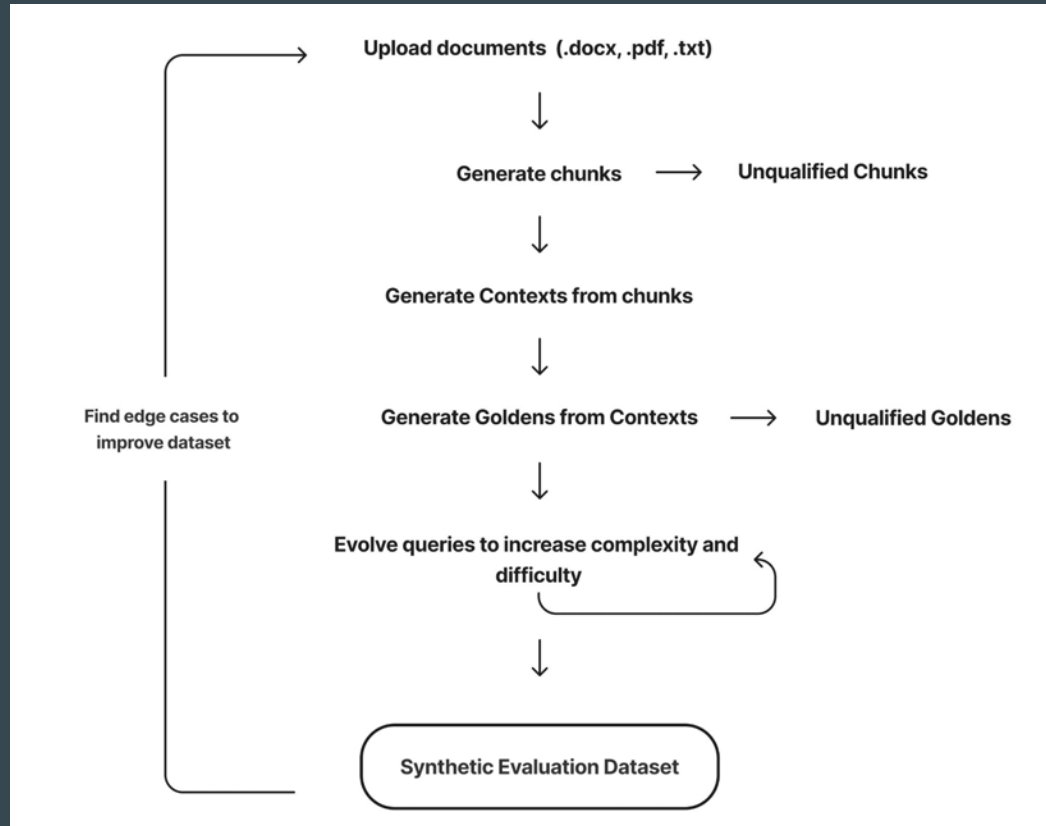 Upload documents (.docx, .pdf, .txt)
Generate chunks
Unqualified Chunks
Generate Contexts from chunks
Find edge cases to
improve dataset
Generate Goldens from Contexts
Unqualified Goldens
Evolve queries to increase complexity and
difficulty
Synthetic Evaluation Dataset